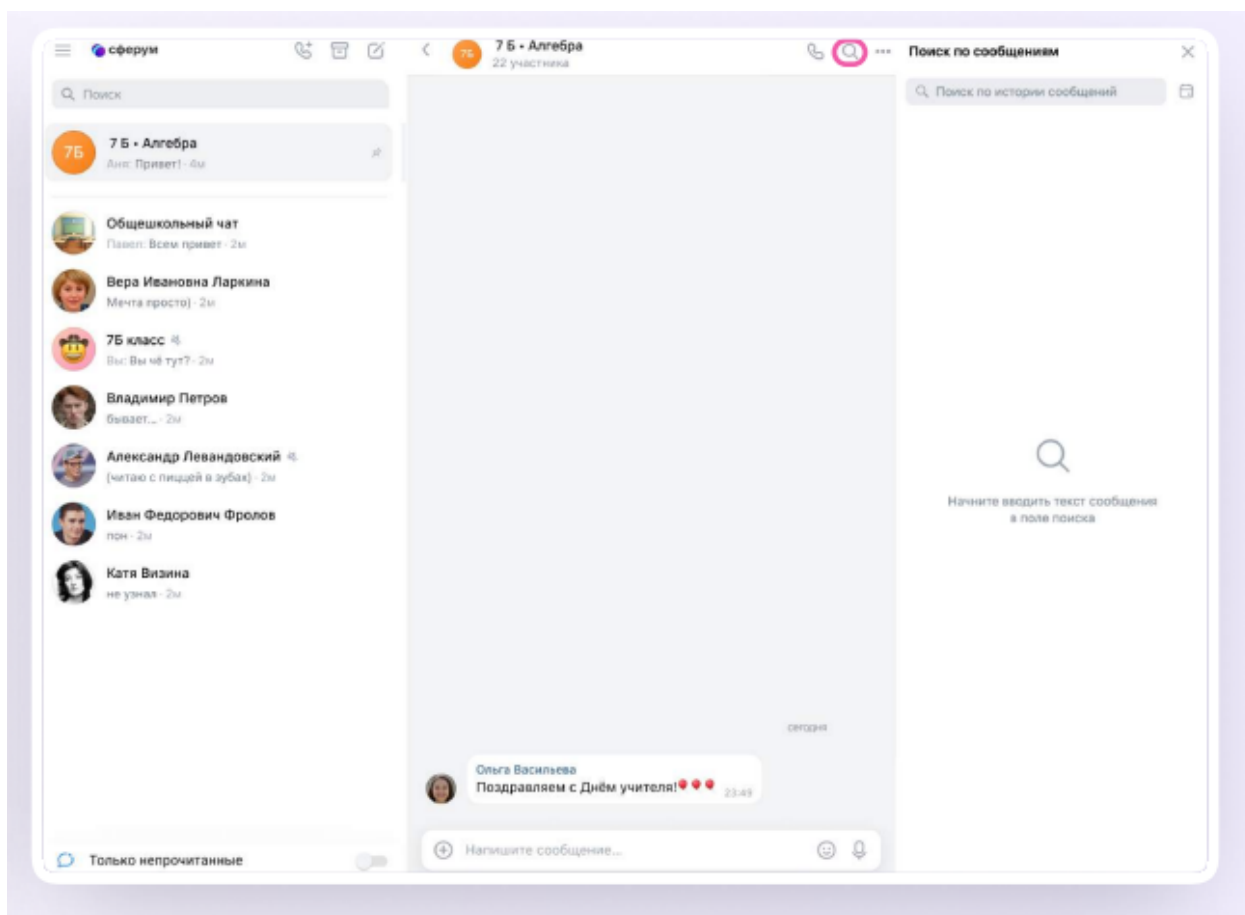 сферум
Поиск
7Б
7 Б • Алгебра
Аня: Привет! · 4м
Общешкольный чат
Павел: Всем привет · 2м
Вера Ивановна Ларкина
Мечта просто) · 2м
7Б класс
Вы: Вы чё тут? · 2м
Владимир Петров
бывает... · 2м
Александр Левандовский
(читаю с пиццей в зубах) · 2м
Иван Федорович Фролов
пон · 2м
Катя Визина
не узнал · 2м
Только непрочитанные
7Б
7 Б • Алгебра
22 участника
сегодня
Ольга Васильева
Поздравляем с Днём учителя!🎈🎈🎈 23:49
Напишите сообщение...
Поиск по сообщениям
Поиск по истории сообщений
Начните вводить текст сообщения
в поле поиска